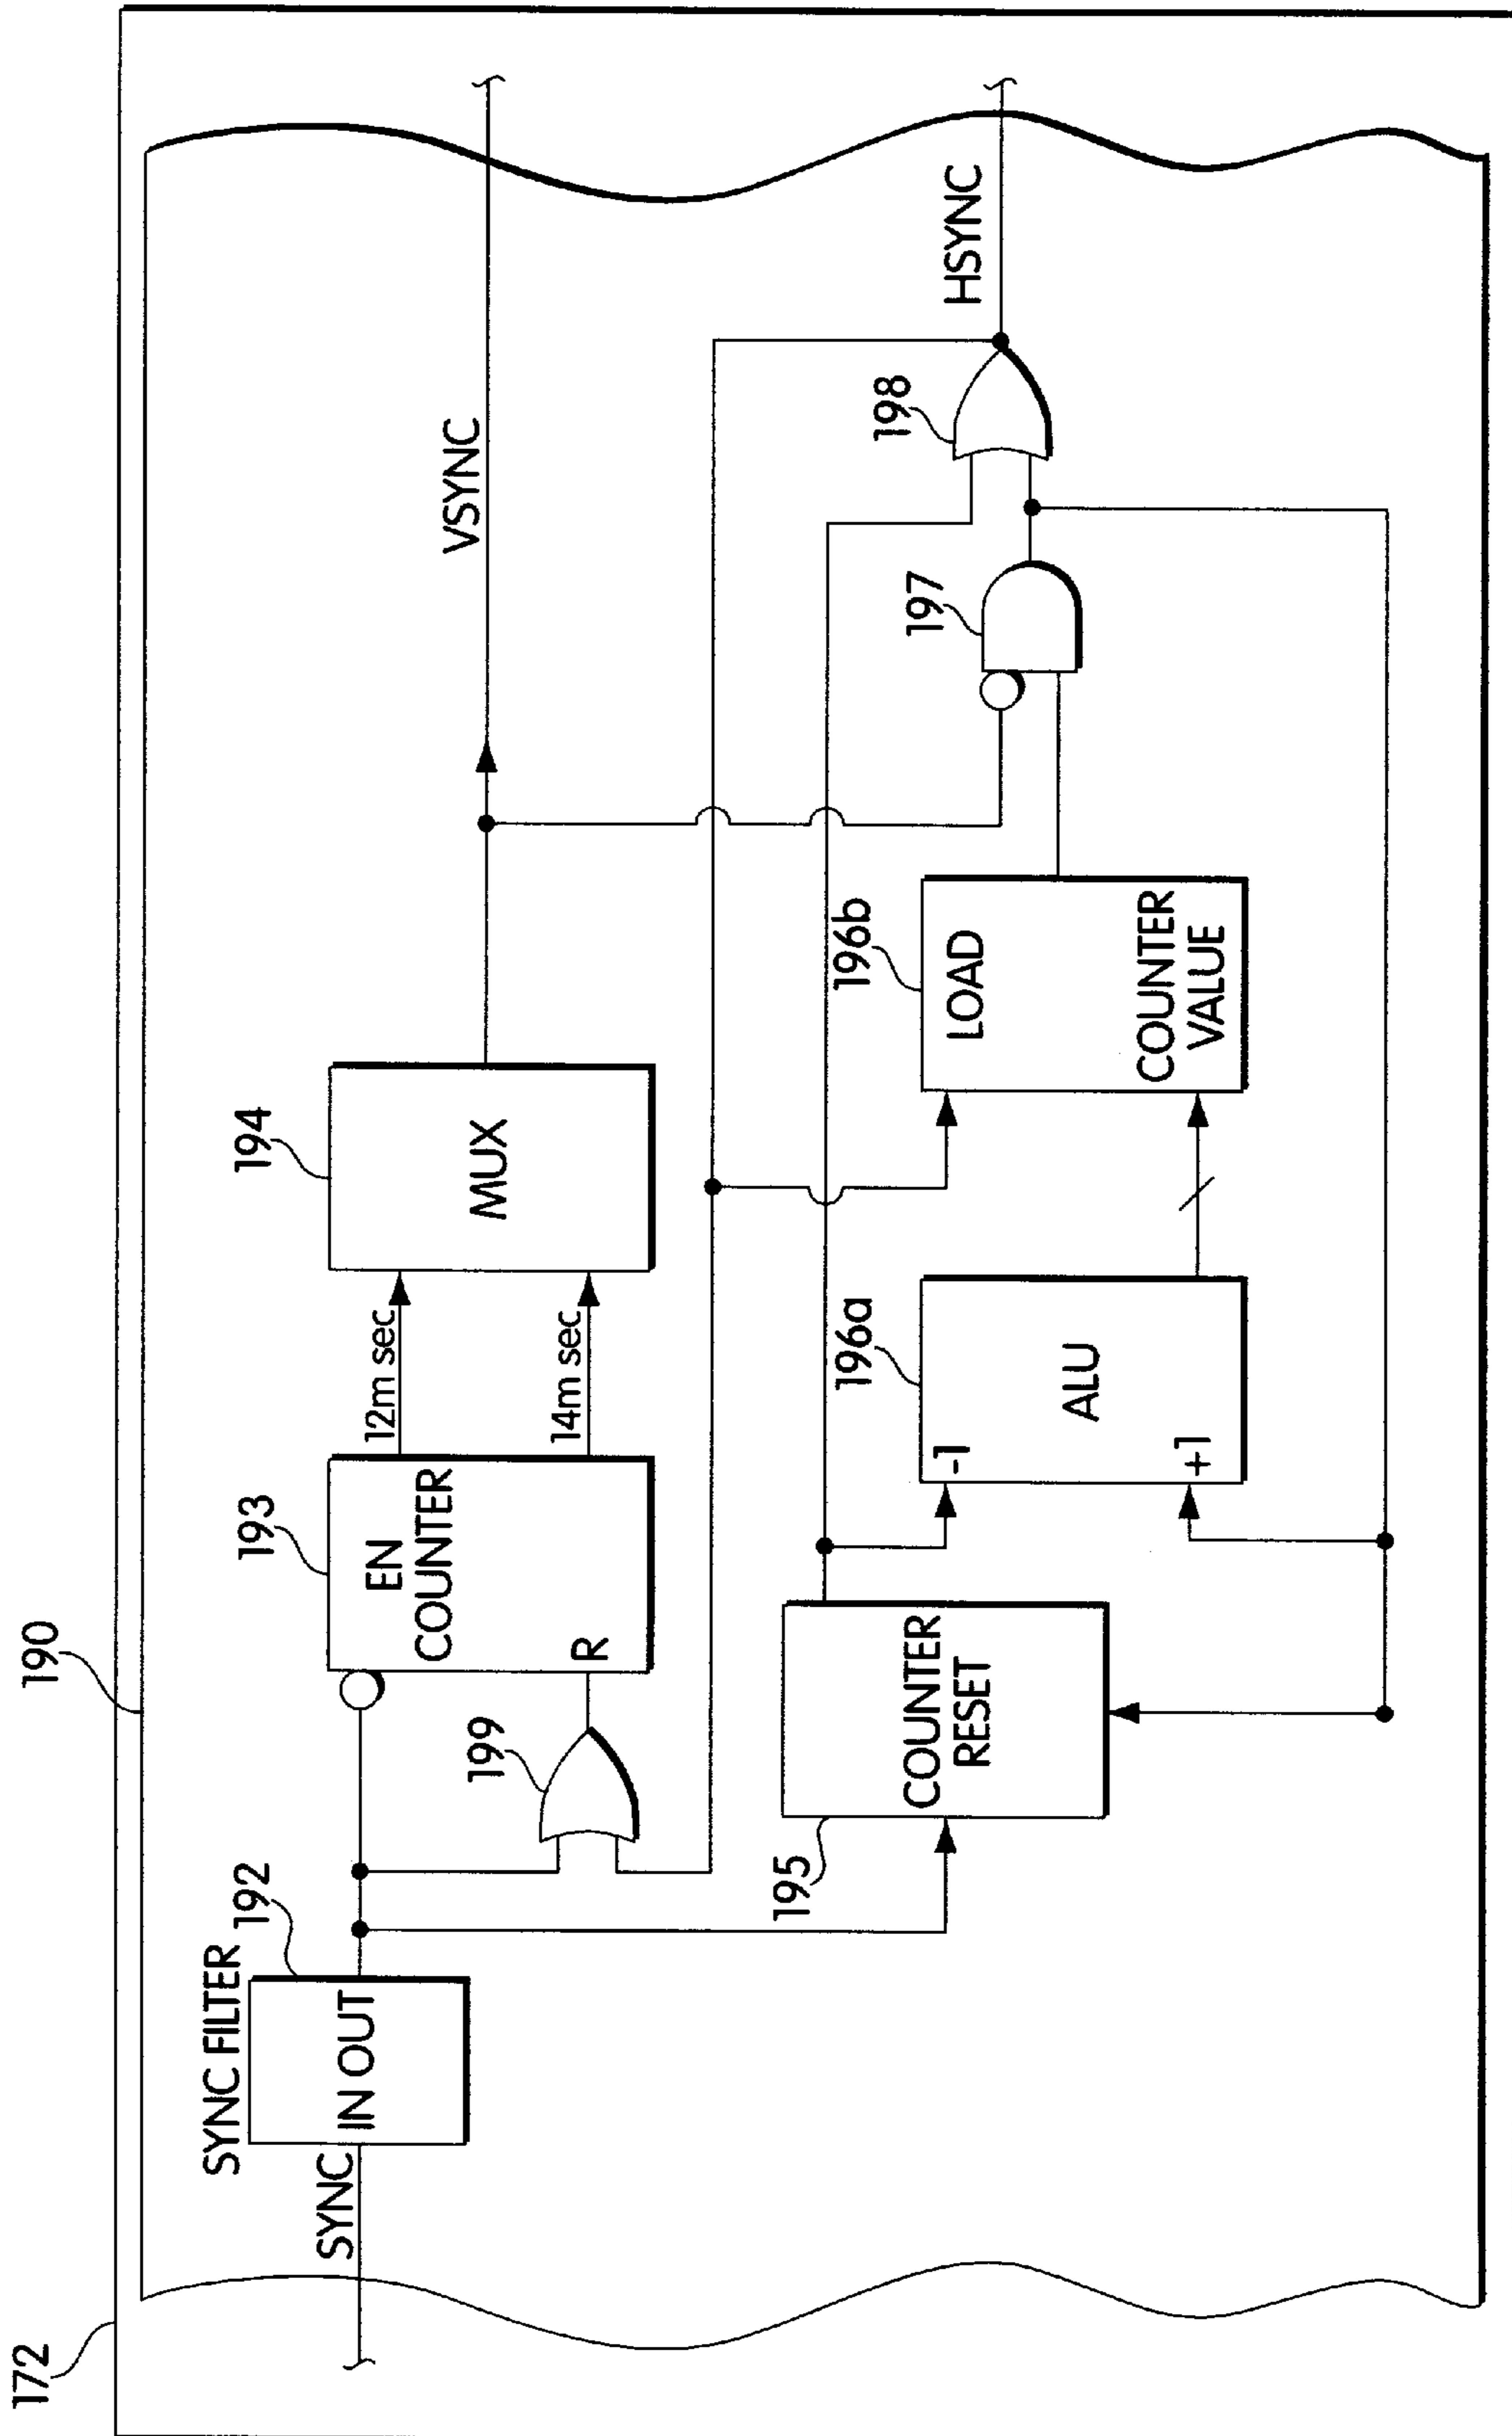 172
190
SYNC FILTER
192
SYNC
IN OUT
193
EN
COUNTER
R
12m sec
14m sec
194
MUX
VSYNC
199
195
COUNTER
RESET
196a
-1
ALU
+1
196b
LOAD
COUNTER
VALUE
197
198
HSYNC